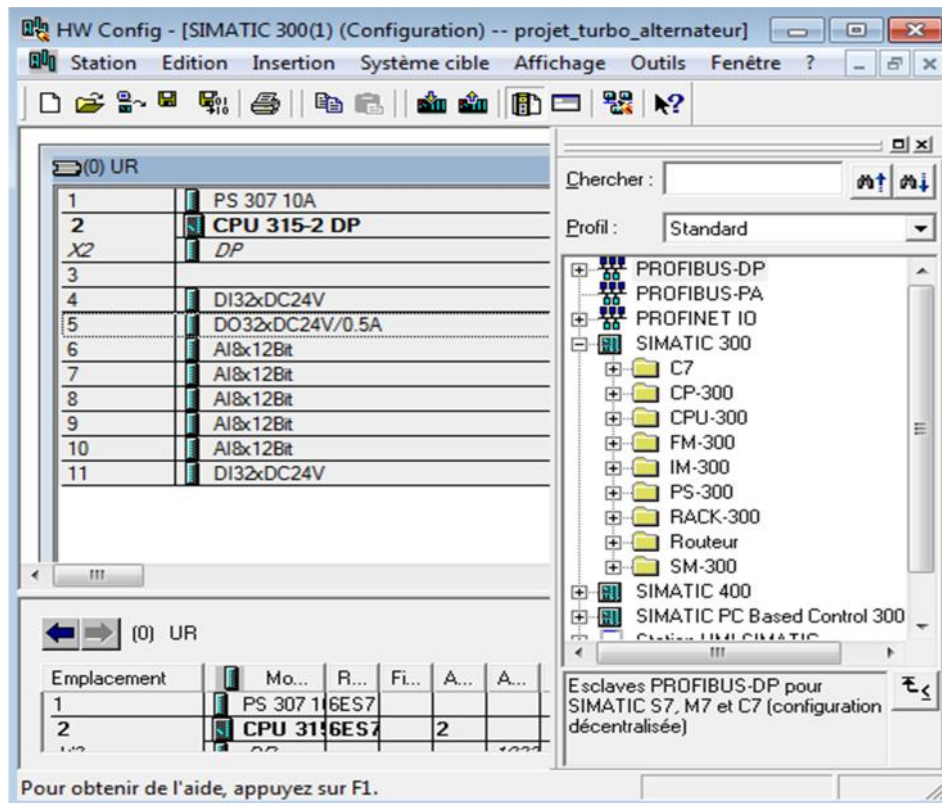 HW Config - [SIMATIC 300(1) (Configuration) -- projet_turbo_alternateur]
Station Edition Insertion Système cible Affichage Outils Fenêtre ?
(0) UR
1 PS 307 10A
2 CPU 315-2 DP
X2 DP
3
4 DI32xDC24V
5 DO32xDC24V/0.5A
6 AI8x12Bit
7 AI8x12Bit
8 AI8x12Bit
9 AI8x12Bit
10 AI8x12Bit
11 DI32xDC24V
Chercher :
Profil : Standard
PROFIBUS-DP
PROFIBUS-PA
PROFINET IO
SIMATIC 300
C7
CP-300
CPU-300
FM-300
IM-300
PS-300
RACK-300
Routeur
SM-300
SIMATIC 400
SIMATIC PC Based Control 300
Station HMI SIMATIC
(0) UR
Emplacement Mo... R... Fi... A... A...
1 PS 307 1 6ES7
2 CPU 31 6ES7 2
Esclaves PROFIBUS-DP pour
SIMATIC S7, M7 et C7 (configuration
décentralisée)
Pour obtenir de l'aide, appuyez sur F1.